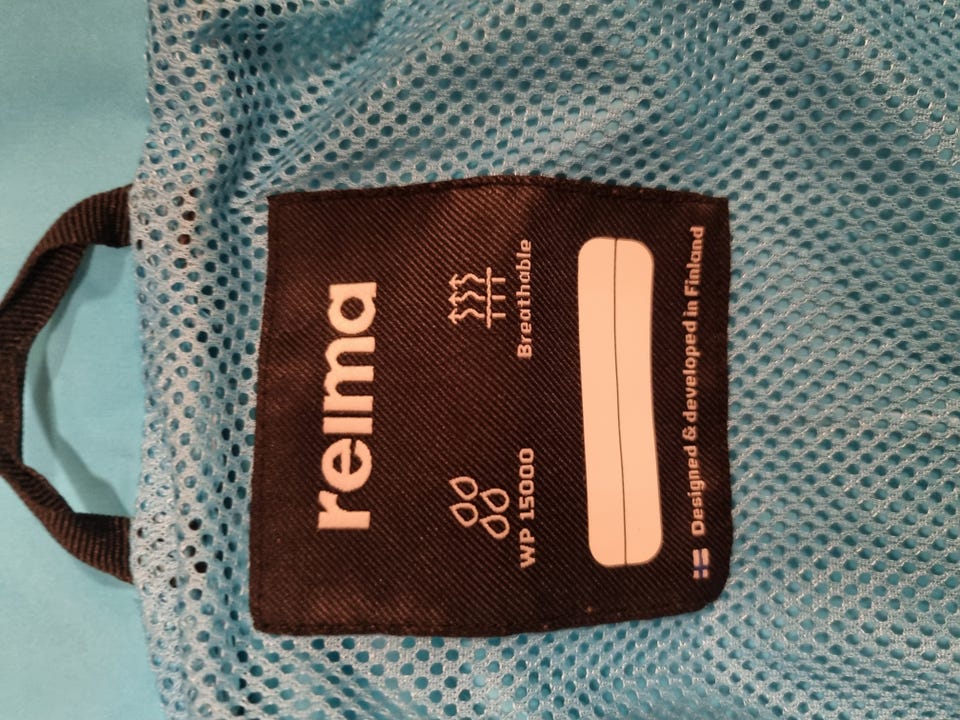 reima
WP 15000 Breathable
Designed & developed in Finland